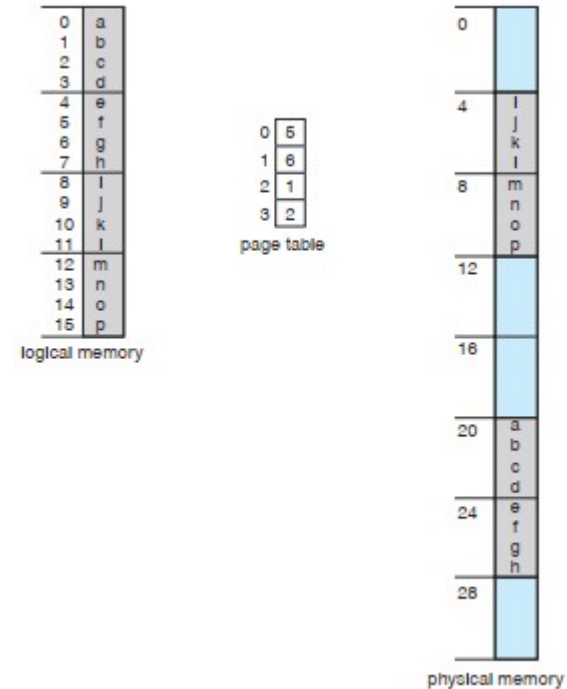 0 a
1 b
2 c
3 d
4 e
5 f
6 g
7 h
8 i
9 j
10 k
11 l
12 m
13 n
14 o
15 p
logical memory
0 5
1 6
2 1
3 2
page table
0
4 i
j
k
l
8 m
n
o
p
12
16
20 a
b
c
d
24 e
f
g
h
28
physical memory